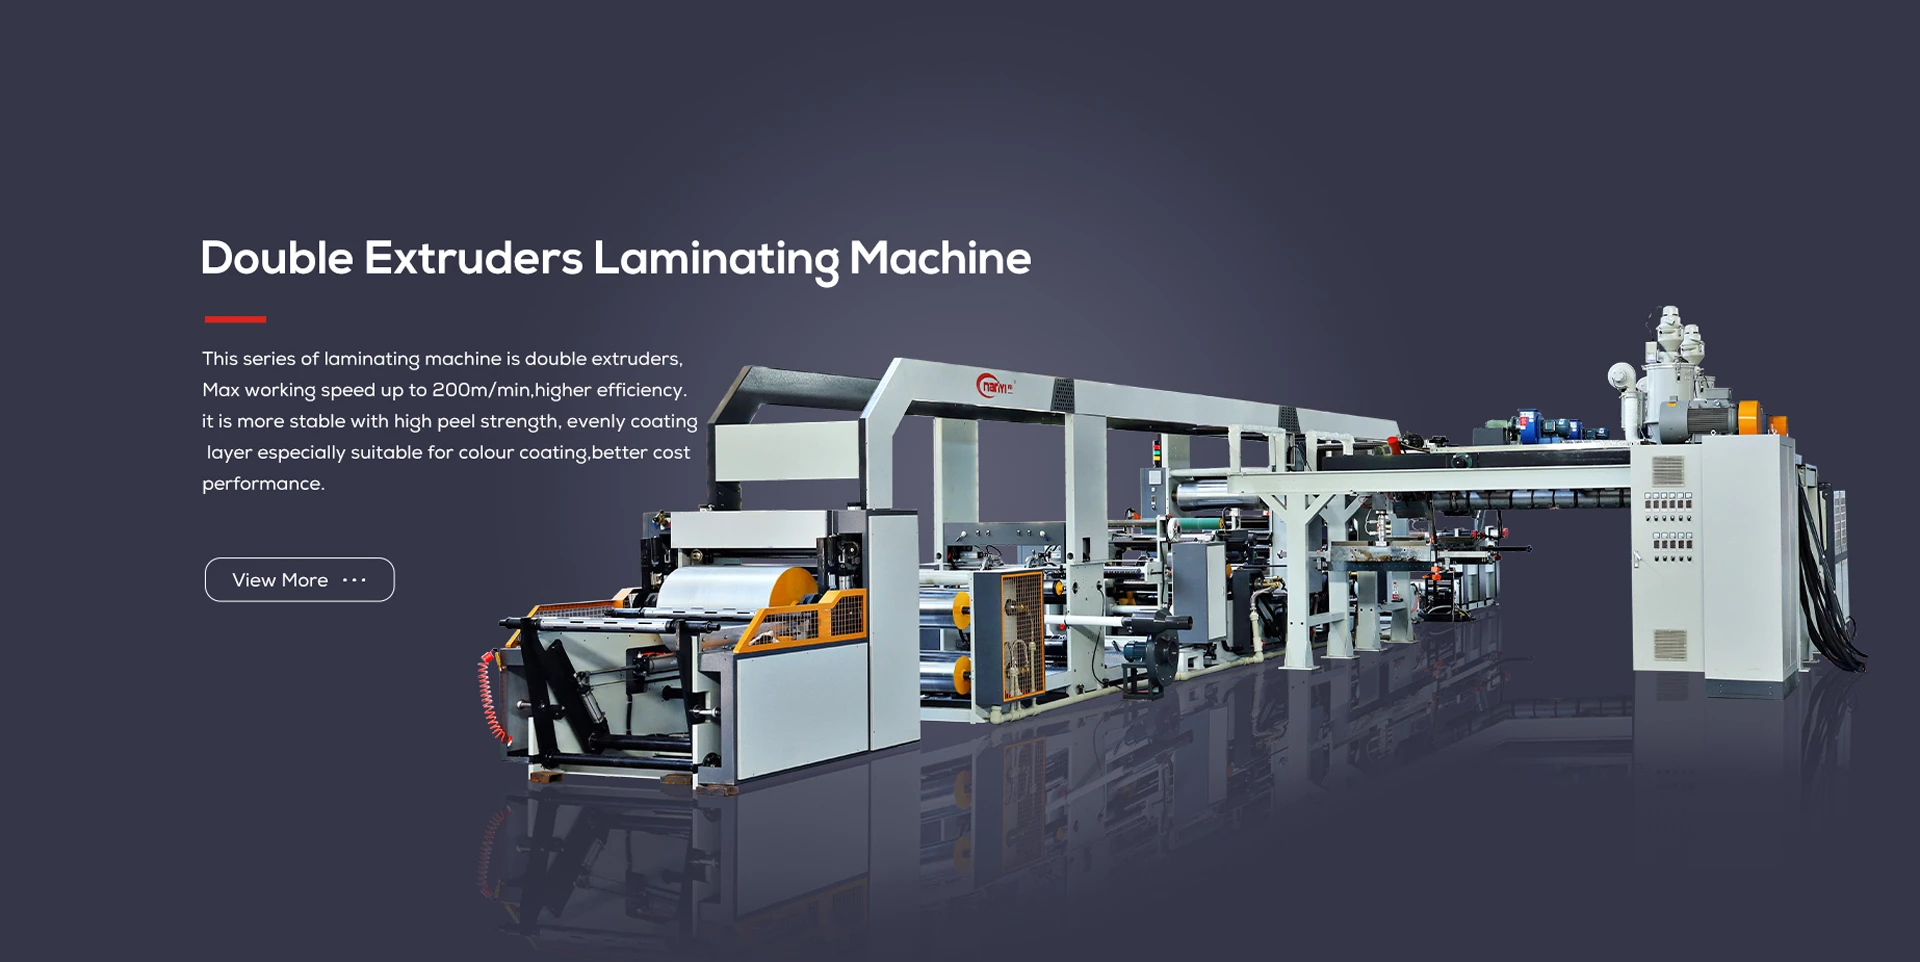 Double Extruders Laminating Machine
This series of laminating machine is double extruders,
Max working speed up to 200m/min,higher efficiency.
it is more stable with high peel strength, evenly coating
layer especially suitable for colour coating,better cost
performance.
View More ...